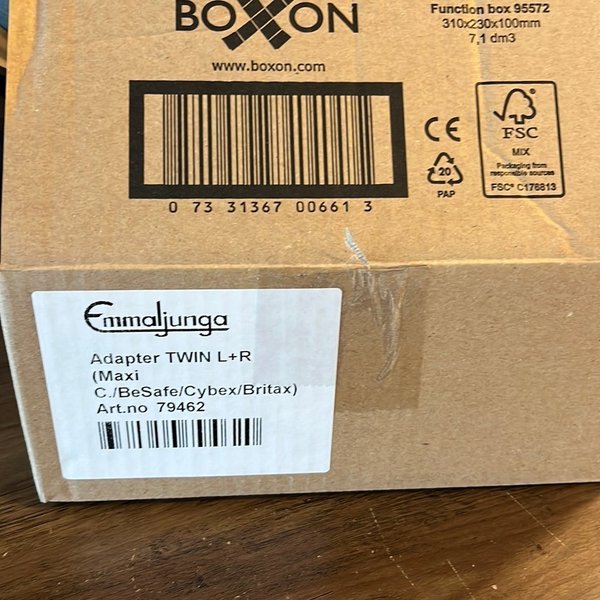 BOXON
www.boxon.com
Function box 95572
310x230x100mm
7,1 dm3
0 73 31367 00661 3
CE
20
PAP
FSC
MIX
Packaging from
responsible sources
FSC® C176813
Emmaljunga
Adapter TWIN L+R
(Maxi
C./BeSafe/Cybex/Britax)
Art.no 79462